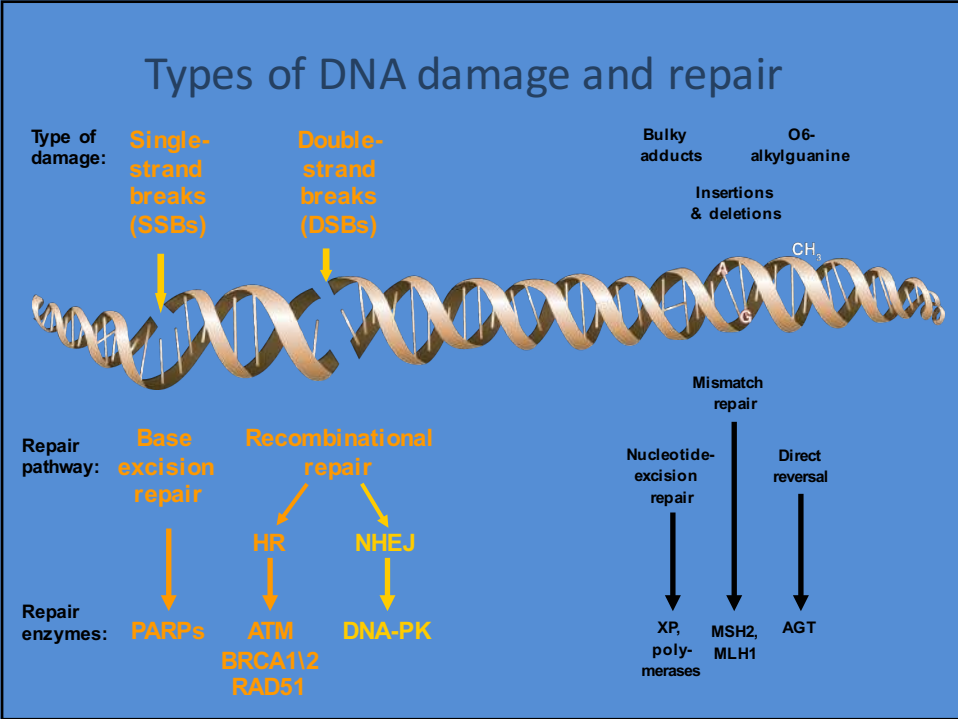 Types of DNA damage and repair
Type of
damage:
Single-
strand
breaks
(SSBs)
Double-
strand
breaks
(DSBs)
Bulky
adducts
O6-
alkylguanine
Insertions
& deletions
A
G
CH3
Mismatch
repair
Repair
pathway:
Base
excision
repair
Recombinational
repair
Nucleotide-
excision
repair
Direct
reversal
HR
NHEJ
Repair
enzymes:
PARPs
ATM
BRCA1\2
RAD51
DNA-PK
XP,
poly-
merases
MSH2,
MLH1
AGT